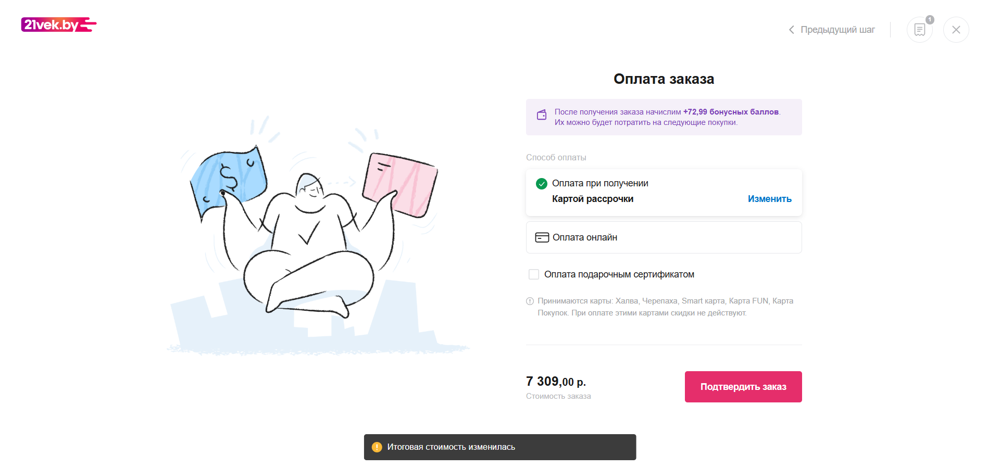 21vek.by
Предыдущий шаг
1
Оплата заказа
После получения заказа начислим +72,99 бонусных баллов.
Их можно будет потратить на следующие покупки.
Способ оплаты
Оплата при получении
Картой рассрочки
Изменить
Оплата онлайн
Оплата подарочным сертификатом
Принимаются карты: Халва, Черепаха, Smart карта, Карта FUN, Карта
Покупок. При оплате этими картами скидки не действуют.
7 309,00 р.
Стоимость заказа
Подтвердить заказ
Итоговая стоимость изменилась